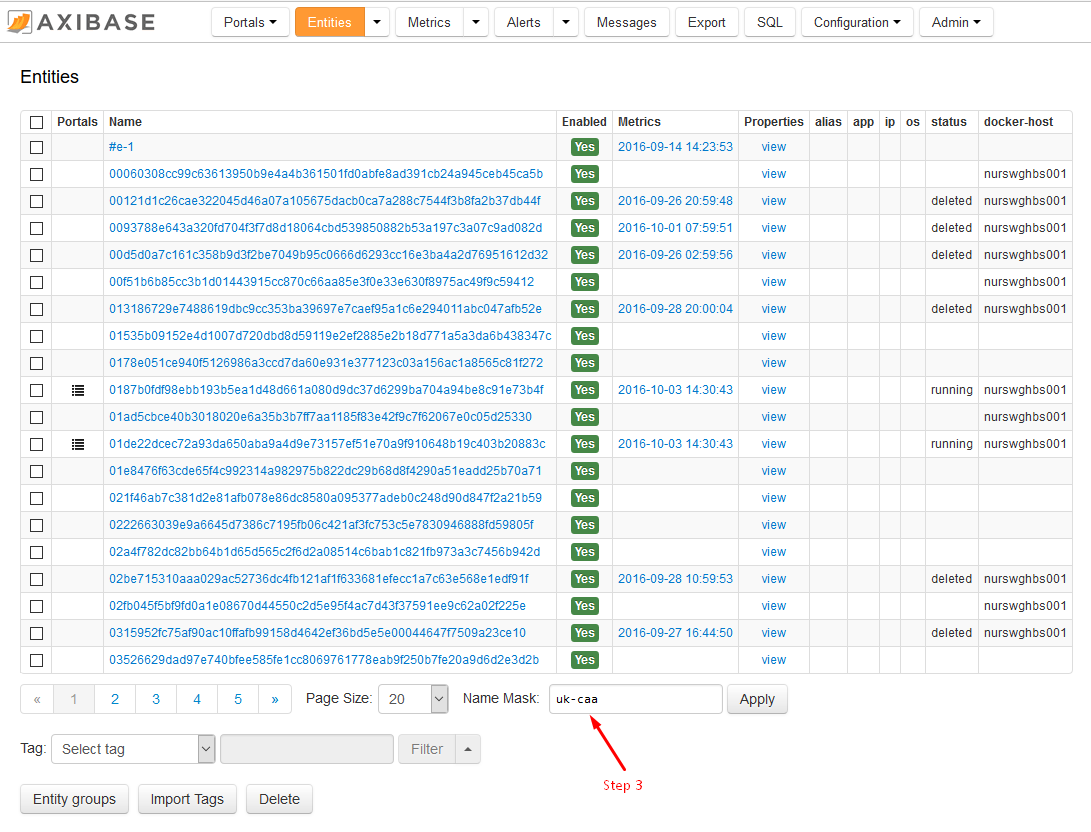 AXIBASE Portals Entities Metrics Alerts Messages Export SQL Configuration Admin
Entities
Portals Name Enabled Metrics Properties alias app ip os status docker-host
#e-1 Yes 2016-09-14 14:23:53 view
00060308cc99c63613950b9e4a4b361501fd0abfe8ad391cb24a945ceb45ca5b Yes view nurswghbs001
00121d1c26cae322045d46a07a105675dacb0ca7a288c7544f3b8fa2b37db44f Yes 2016-09-26 20:59:48 view deleted nurswghbs001
0093788e643a320fd704f3f7d8d18064cbd539850882b53a197c3a07c9ad082d Yes 2016-10-01 07:59:51 view deleted nurswghbs001
00d5d0a7c161c358b9d3f2be7049b95c0666d6293cc16e3ba4a2d76951612d32 Yes 2016-09-26 02:59:56 view deleted nurswghbs001
00f51b6b85cc3b1d01443915cc870c66aa85e3f0e33e630f8975ac49f9c59412 Yes view nurswghbs001
013186729e7488619dbc9cc353ba39697e7caef95a1c6e294011abc047afb52e Yes 2016-09-28 20:00:04 view deleted nurswghbs001
01535b09152e4d1007d720dbd8d59119e2ef2885e2b18d771a5a3da6b438347c Yes view
0178e051ce940f5126986a3ccd7da60e931e377123c03a156ac1a8565c81f272 Yes view
0187b0fdf98ebb193b5ea1d48d661a080d9dc37d6299ba704a94be8c91e73b4f Yes 2016-10-03 14:30:43 view running nurswghbs001
01ad5cbce40b3018020e6a35b3b7ff7aa1185f83e42f9c7f62067e0c05d25330 Yes view nurswghbs001
01de22dcec72a93da650aba9a4d9e73157ef51e70a9f910648b19c403b20883c Yes 2016-10-03 14:30:43 view running nurswghbs001
01e8476f63cde65f4c992314a982975b822dc29b68d8f4290a51eadd25b70a71 Yes view
021f46ab7c381d2e81afb078e86dc8580a095377adeb0c248d90d847f2a21b59 Yes view
0222663039e9a6645d7386c7195fb06c421af3fc753c5e7830946888fd59805f Yes view
02a4f782dc82bb64b1d65d565c2f6d2a08514c6bab1c821fb973a3c7456b942d Yes view
02be715310aaa029ac52736dc4fb121af1f633681efecc1a7c63e568e1edf91f Yes 2016-09-28 10:59:53 view deleted nurswghbs001
02fb045f5bf9fd0a1e08670d44550c2d5e95f4ac7d43f37591ee9c62a02f225e Yes view nurswghbs001
0315952fc75af90ac10ffafb99158d4642ef36bd5e5e00044647f7509a23ce10 Yes 2016-09-27 16:44:50 view deleted nurswghbs001
03526629dad97e740bfee585fe1cc8069761778eab9f250b7fe20a9d6d2e3d2b Yes view
« 1 2 3 4 5 » Page Size: 20 Name Mask: uk-caa Apply
Tag: Select tag Filter
Step 3
Entity groups Import Tags Delete